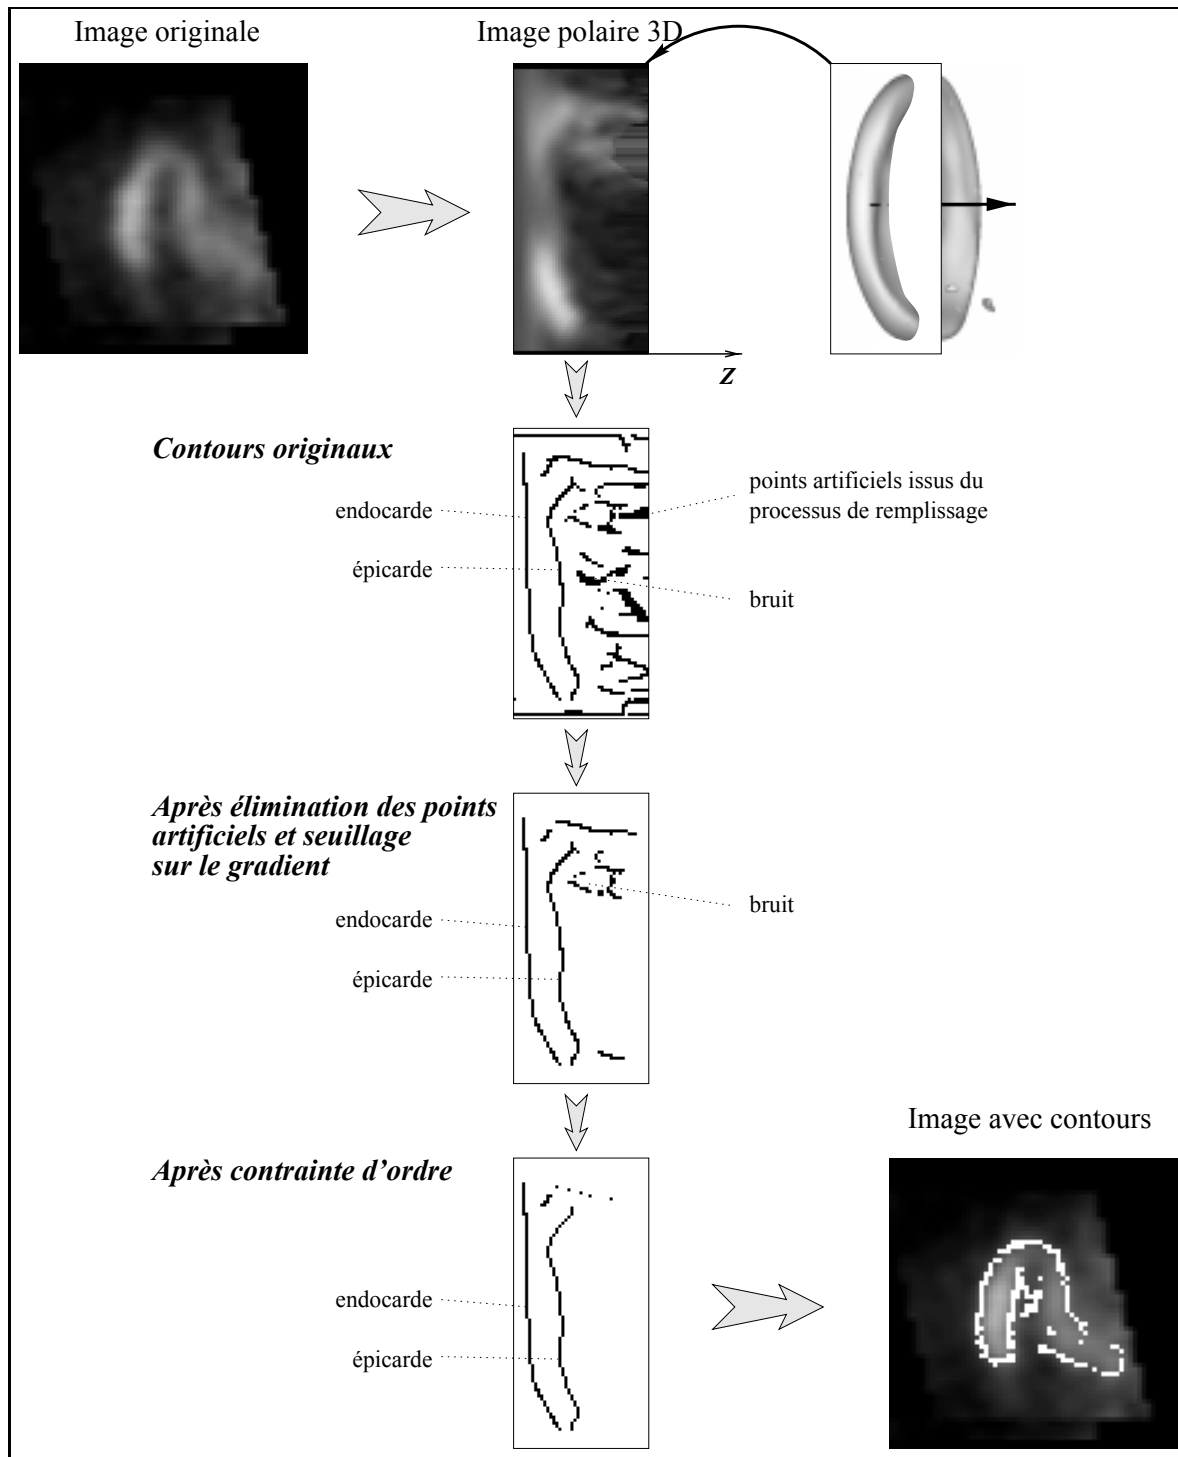 Image originale
Image polaire 3D
z
Contours originaux
endocarde
épicarde
points artificiels issus du
processus de remplissage
bruit
Après élimination des points
artificiels et seuillage
sur le gradient
endocarde
épicarde
bruit
Après contrainte d'ordre
endocarde
épicarde
Image avec contours